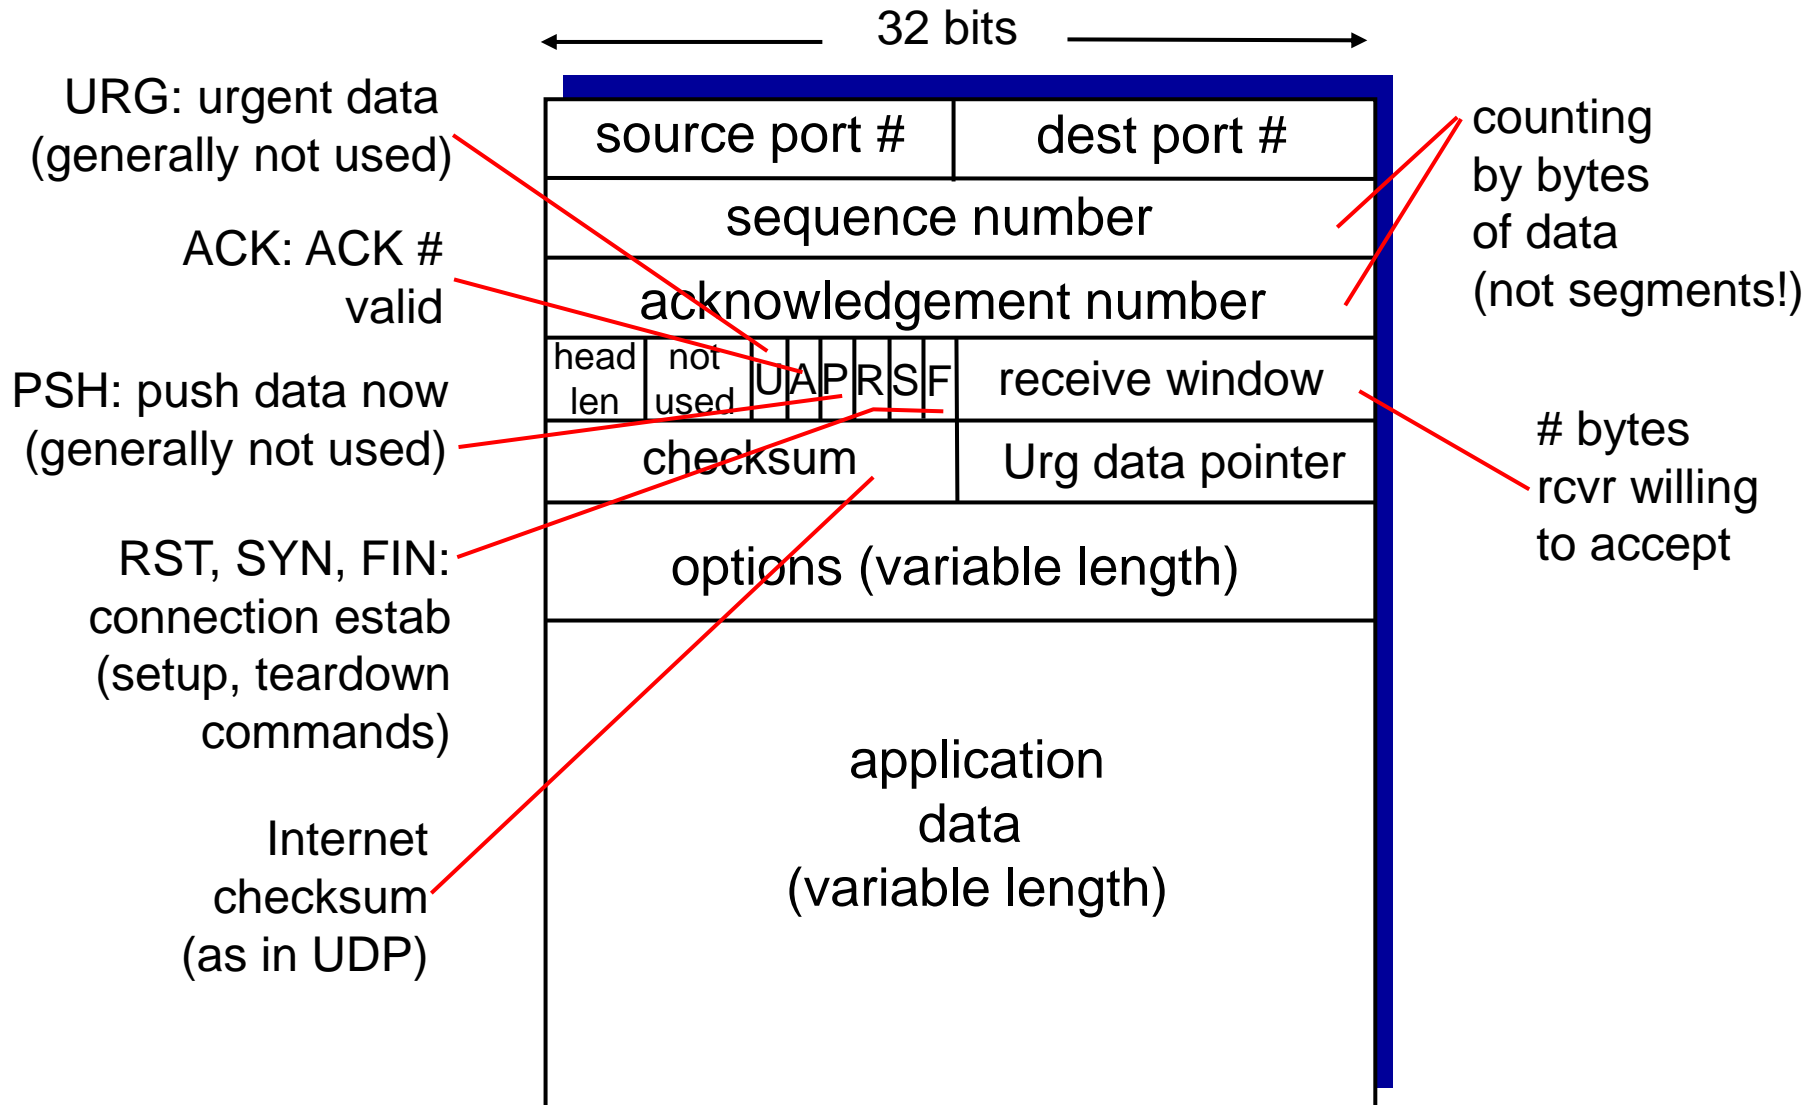 32 bits
URG: urgent data
(generally not used)
ACK: ACK #
valid
PSH: push data now
(generally not used)
RST, SYN, FIN:
connection estab
(setup, teardown
commands)
Internet
checksum
(as in UDP)
source port #
dest port #
sequence number
acknowledgement number
head
len
not
used
U
A
P
R
S
F
receive window
checksum
Urg data pointer
options (variable length)
application
data
(variable length)
counting
by bytes
of data
(not segments!)
# bytes
rcvr willing
to accept